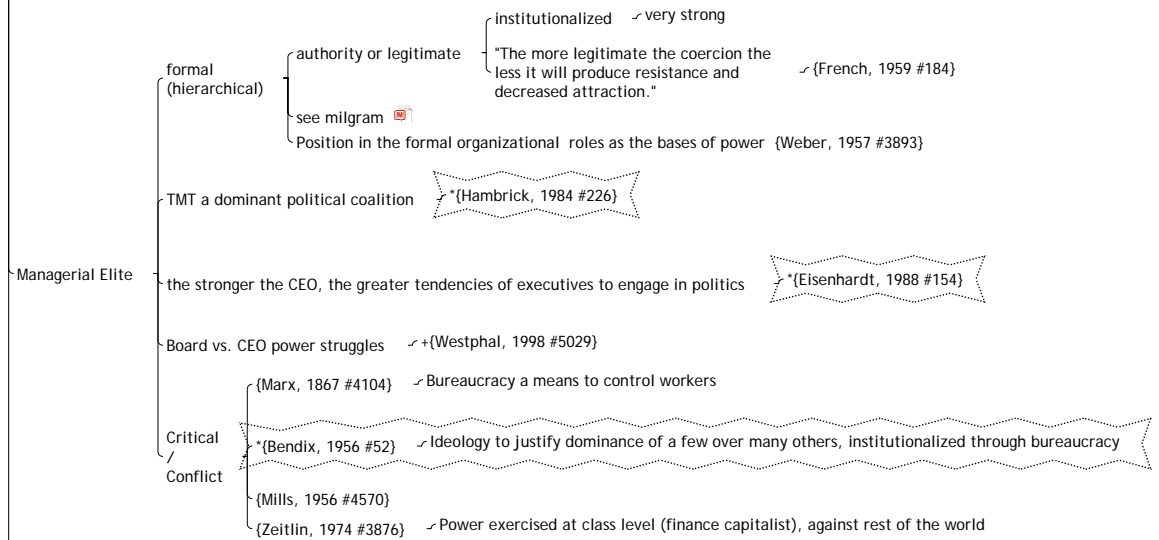 Managerial Elite
formal
(hierarchical)
authority or legitimate
institutionalized
very strong
"The more legitimate the coercion the
less it will produce resistance and
decreased attraction."
{French, 1959 #184}
see milgram
M
Position in the formal organizational roles as the bases of power {Weber, 1957 #3893}
TMT a dominant political coalition
*{Hambrick, 1984 #226}
the stronger the CEO, the greater tendencies of executives to engage in politics
*{Eisenhardt, 1988 #154}
Board vs. CEO power struggles
+{Westphal, 1998 #5029}
Critical
/
Conflict
{Marx, 1867 #4104}
Bureaucracy a means to control workers
*{Bendix, 1956 #52}
Ideology to justify dominance of a few over many others, institutionalized through bureaucracy
{Mills, 1956 #4570}
{Zeitlin, 1974 #3876}
Power exercised at class level (finance capitalist), against rest of the world